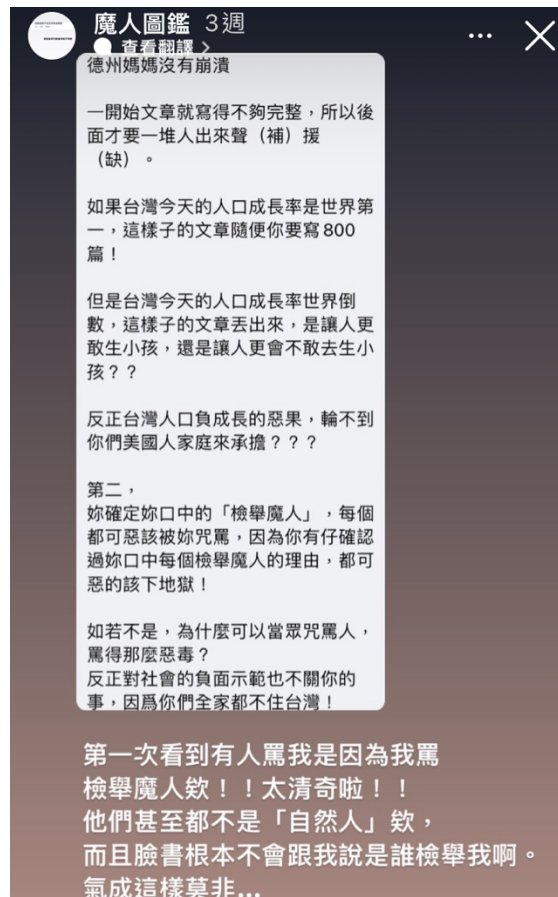 魔人圖鑑 3週
查看翻譯 >
德州媽媽沒有崩潰
一開始文章就寫得不夠完整，所以後
面才要一堆人出來聲（補）援
（缺）。
如果台灣今天的人口成長率是世界第
一，這樣子的文章隨便你要寫800
篇！
但是台灣今天的人口成長率世界倒
數，這樣子的文章丟出來，是讓人更
敢生小孩，還是讓人更會不敢去生小
孩？？
反正台灣人口負成長的惡果，輪不到
你們美國人家庭來承擔？？？
第二，
妳確定妳口中的「檢舉魔人」，每個
都可惡該被妳咒罵，因為你有仔細確認
過妳口中每個檢舉魔人的理由，都可
惡的該下地獄！
如若不是，為什麼可以當眾咒罵人，
罵得那麼惡毒？
反正對社會的負面示範也不關你的
事，因爲你們全家都不住台灣！
第一次看到有人罵我是因為我罵
檢舉魔人欸！！太清奇啦！！
他們甚至都不是「自然人」欸，
而且臉書根本不會跟我說是誰檢舉我啊。
氣成這樣莫非...